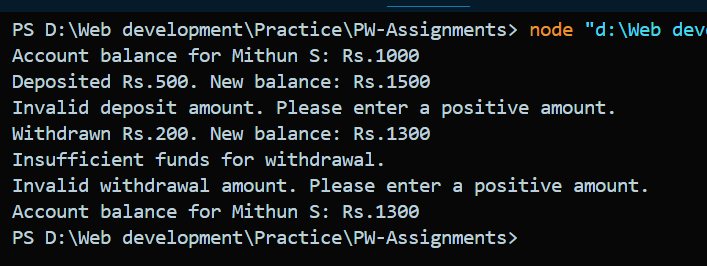 PS D:\Web development\Practice\PW-Assignments> node "d:\Web dev
Account balance for Mithun S: Rs.1000
Deposited Rs.500. New balance: Rs.1500
Invalid deposit amount. Please enter a positive amount.
Withdrawn Rs.200. New balance: Rs.1300
Insufficient funds for withdrawal.
Invalid withdrawal amount. Please enter a positive amount.
Account balance for Mithun S: Rs.1300
PS D:\Web development\Practice\PW-Assignments>